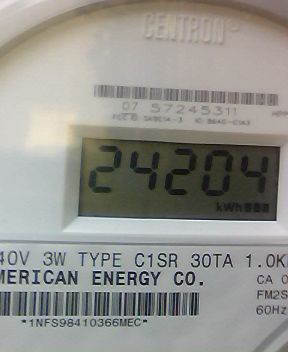 CENTRON®
07 57245311
24204
kWh
40V 3W TYPE C1SR 30TA 1.0K
MERICAN ENERGY CO.
CA 0
FM2S
60Hz
*1NFS98410366MEC*